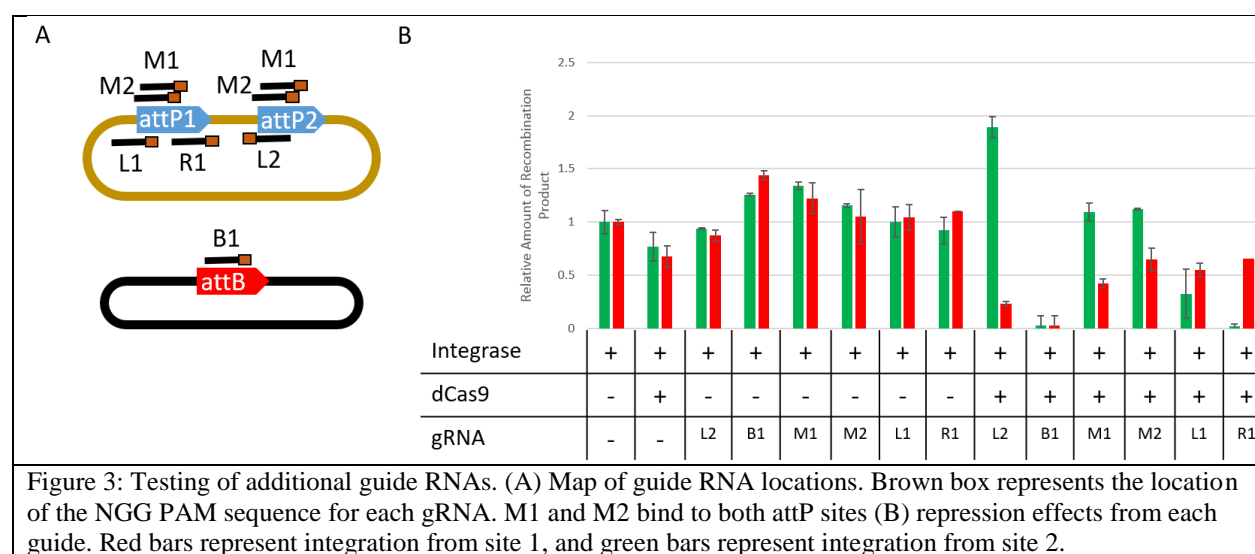 A
M1
M1
M2
M2
attP1
attP2
L1
R1
L2
B1
attB
B
Relative Amount of Recombination
Product
2.5
2
1.5
1
0.5
0
Integrase + + + + + + + + + + + + + +
dCas9 - + - - - - - - + + + + + +
gRNA - - L2 B1 M1 M2 L1 R1 L2 B1 M1 M2 L1 R1
Figure 3: Testing of additional guide RNAs. (A) Map of guide RNA locations. Brown box represents the location
of the NGG PAM sequence for each gRNA. M1 and M2 bind to both attP sites (B) repression effects from each
guide. Red bars represent integration from site 1, and green bars represent integration from site 2.